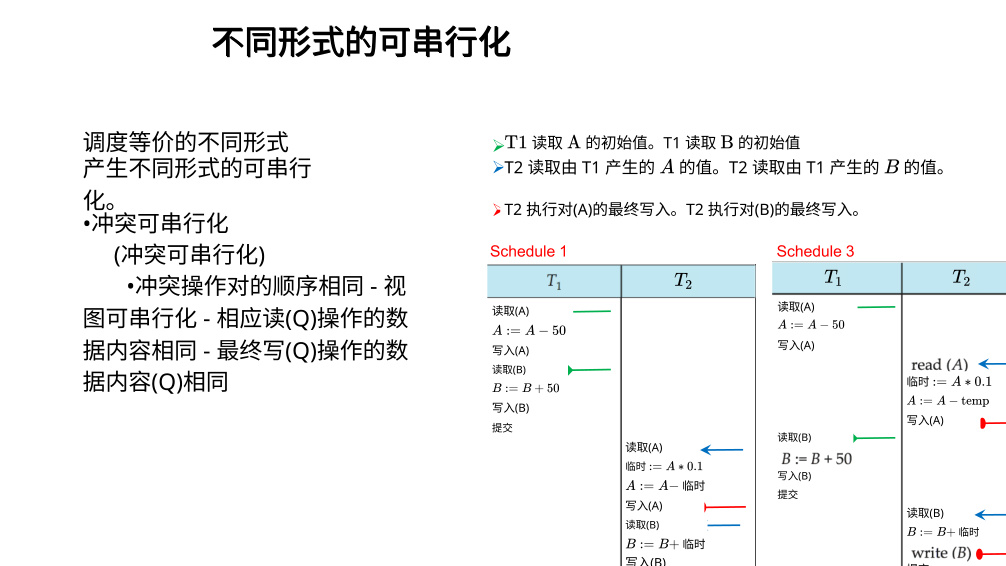 不同形式的可串行化
调度等价的不同形式
产生不同形式的可串行
化。
•冲突可串行化
(冲突可串行化)
•冲突操作对的顺序相同 - 视
图可串行化 - 相应读(Q)操作的数
据内容相同 - 最终写(Q)操作的数
据内容(Q)相同
T1 读取 A 的初始值。T1 读取 B 的初始值
T2 读取由 T1 产生的 A 的值。T2 读取由 T1 产生的 B 的值。
T2 执行对(A)的最终写入。T2 执行对(B)的最终写入。
Schedule 1
T₁ T₂
读取(A)
A := A − 50
写入(A)
读取(B)
B := B + 50
写入(B)
提交
读取(A)
临时 := A ∗ 0.1
A := A− 临时
写入(A)
读取(B)
B := B+ 临时
写入(B)
Schedule 3
T₁ T₂
读取(A)
A := A − 50
写入(A)
read (A)
临时 := A ∗ 0.1
A := A − temp
写入(A)
读取(B)
B := B + 50
写入(B)
提交
读取(B)
B := B+ 临时
write (B)